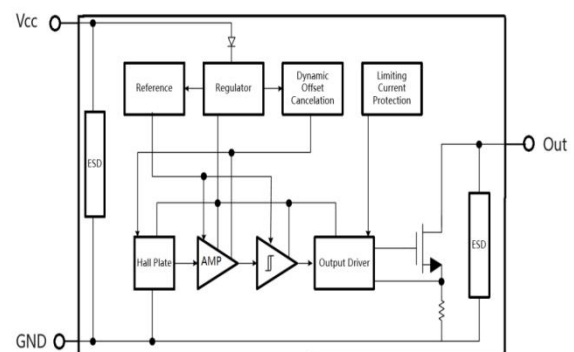 Vcc
Reference
Regulator
Dynamic
Offset
Cancelation
Limiting
Current
Protection
ESD
Out
Hall Plate
AMP
Output Driver
ESD
GND